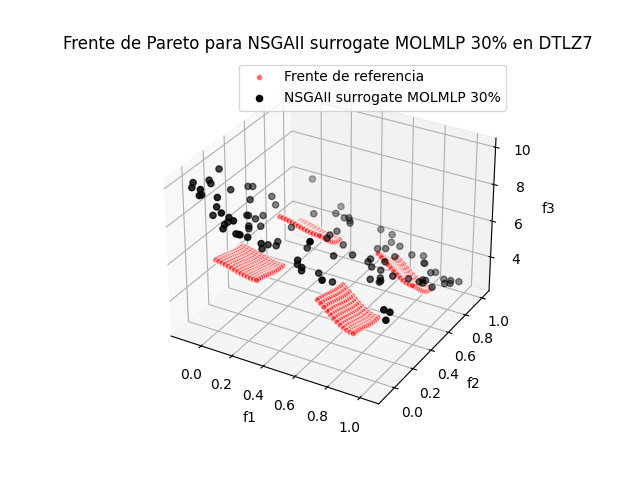 Frente de Pareto para NSGAII surrogate MOLMLP 30% en DTLZ7
Frente de referencia
NSGAII surrogate MOLMLP 30%
10
8
6
4
f3
0.0
0.2
0.4
0.6
0.8
1.0
f1
0.0
0.2
0.4
0.6
0.8
1.0
f2